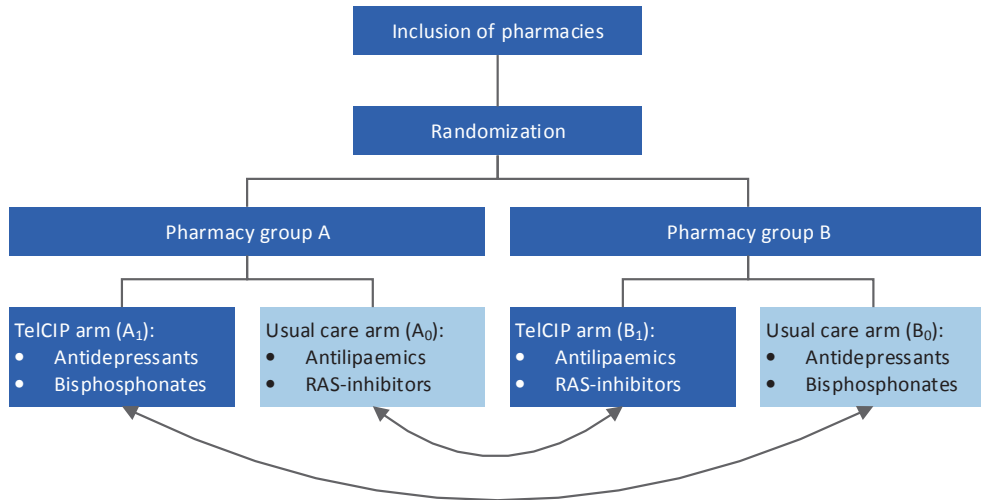 Inclusion of pharmacies
Randomization
Pharmacy group A
Pharmacy group B
TelCIP arm (A₁):
• Antidepressants
• Bisphosphonates
Usual care arm (A₀):
• Antilipaemics
• RAS-inhibitors
TelCIP arm (B₁):
• Antilipaemics
• RAS-inhibitors
Usual care arm (B₀):
• Antidepressants
• Bisphosphonates